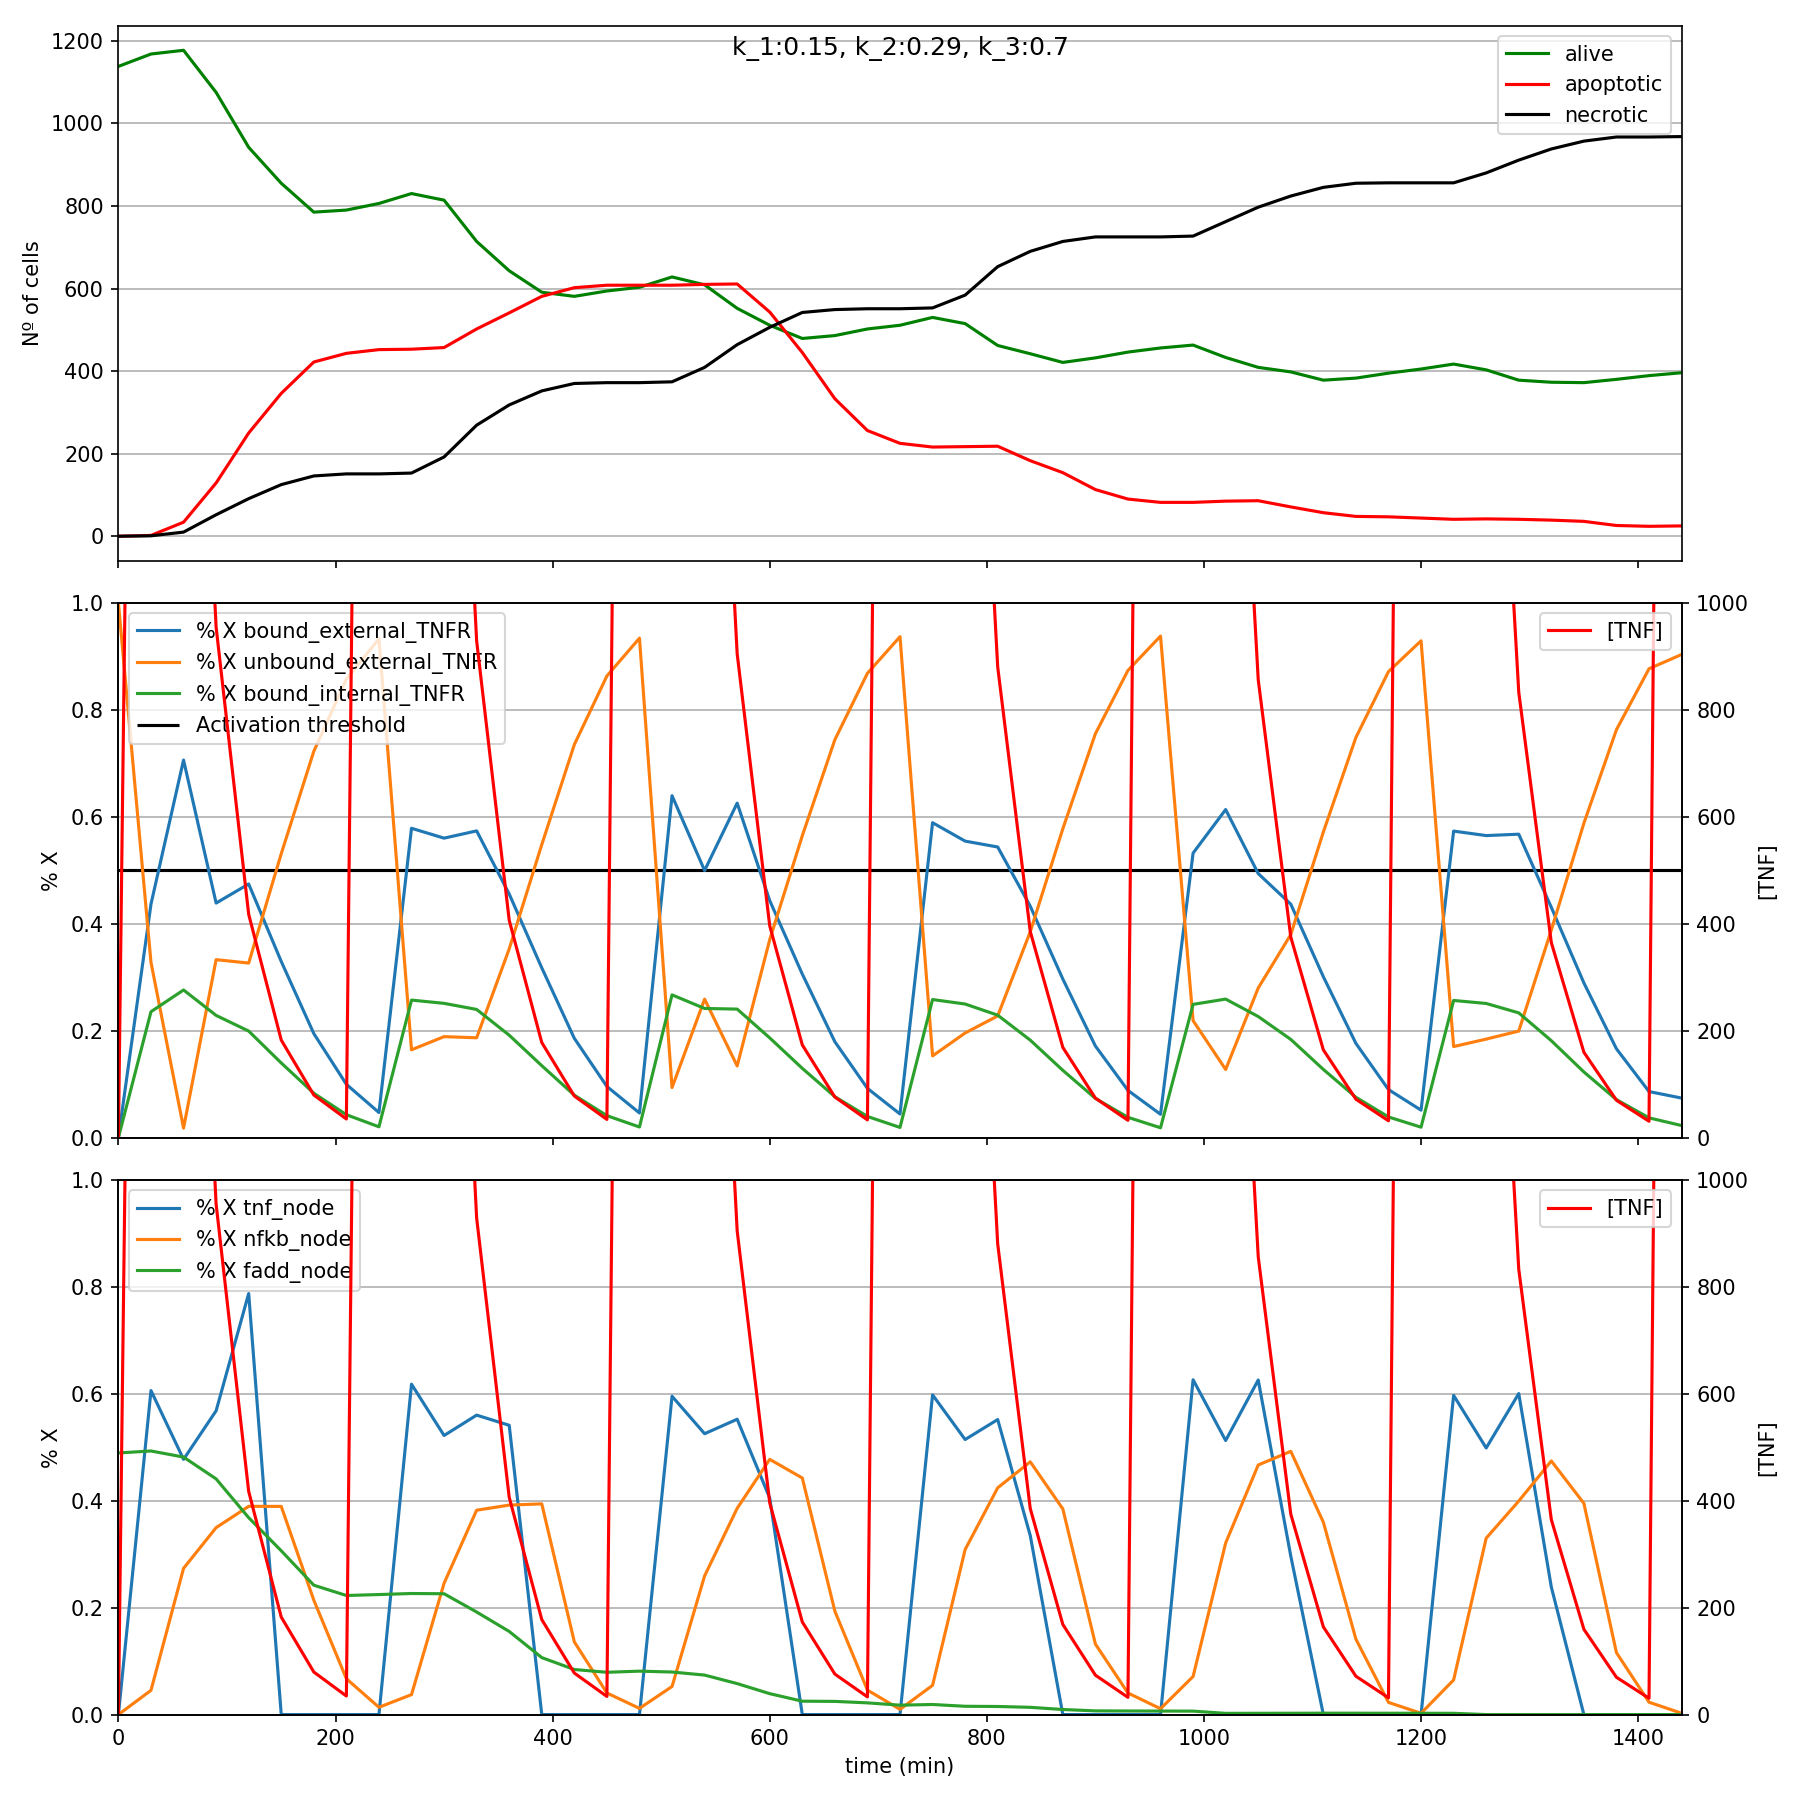 k_1:0.15, k_2:0.29, k_3:0.7
alive
apoptotic
necrotic
1200
1000
800
600
400
200
0
Nº of cells
% X bound_external_TNFR
% X unbound_external_TNFR
% X bound_internal_TNFR
Activation threshold
[TNF]
1.0
0.8
0.6
0.4
0.2
0.0
% X
1000
800
600
400
200
0
[TNF]
% X tnf_node
% X nfkb_node
% X fadd_node
[TNF]
1.0
0.8
0.6
0.4
0.2
0.0
% X
1000
800
600
400
200
0
[TNF]
0 200 400 600 800 1000 1200 1400
time (min)